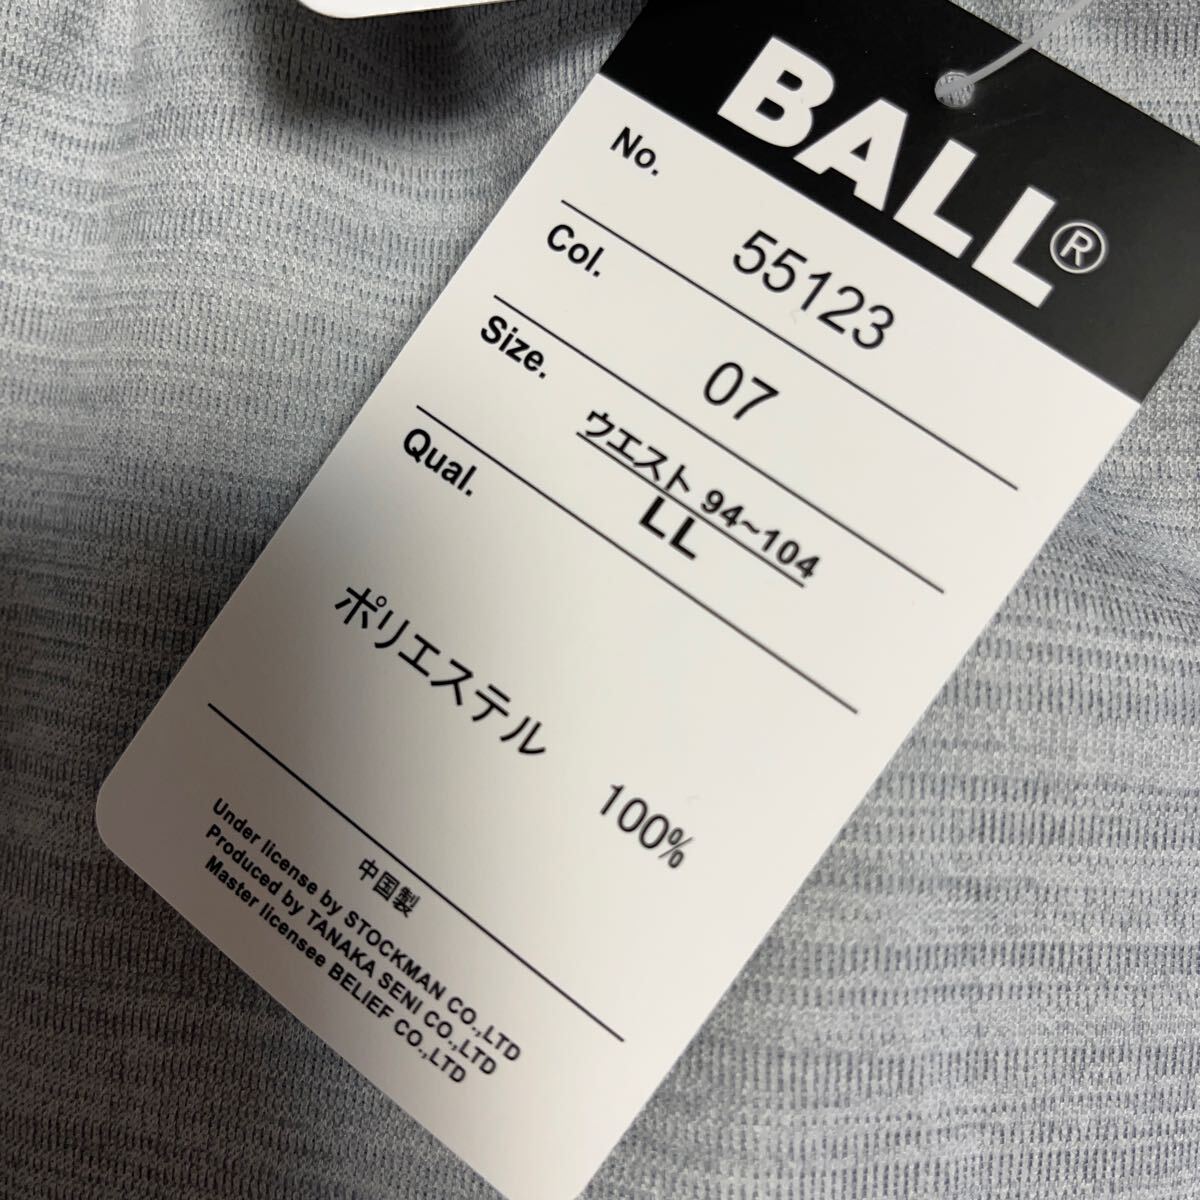 BALL®
No. 55123
Col. 07
Size. ウエスト 94~104
LL
Qual.
ポリエステル 100%
中国製
Under license by STOCKMAN CO.,LTD
Produced by TANAKA SENI CO.,LTD
Master licensee BELIEF CO.,LTD